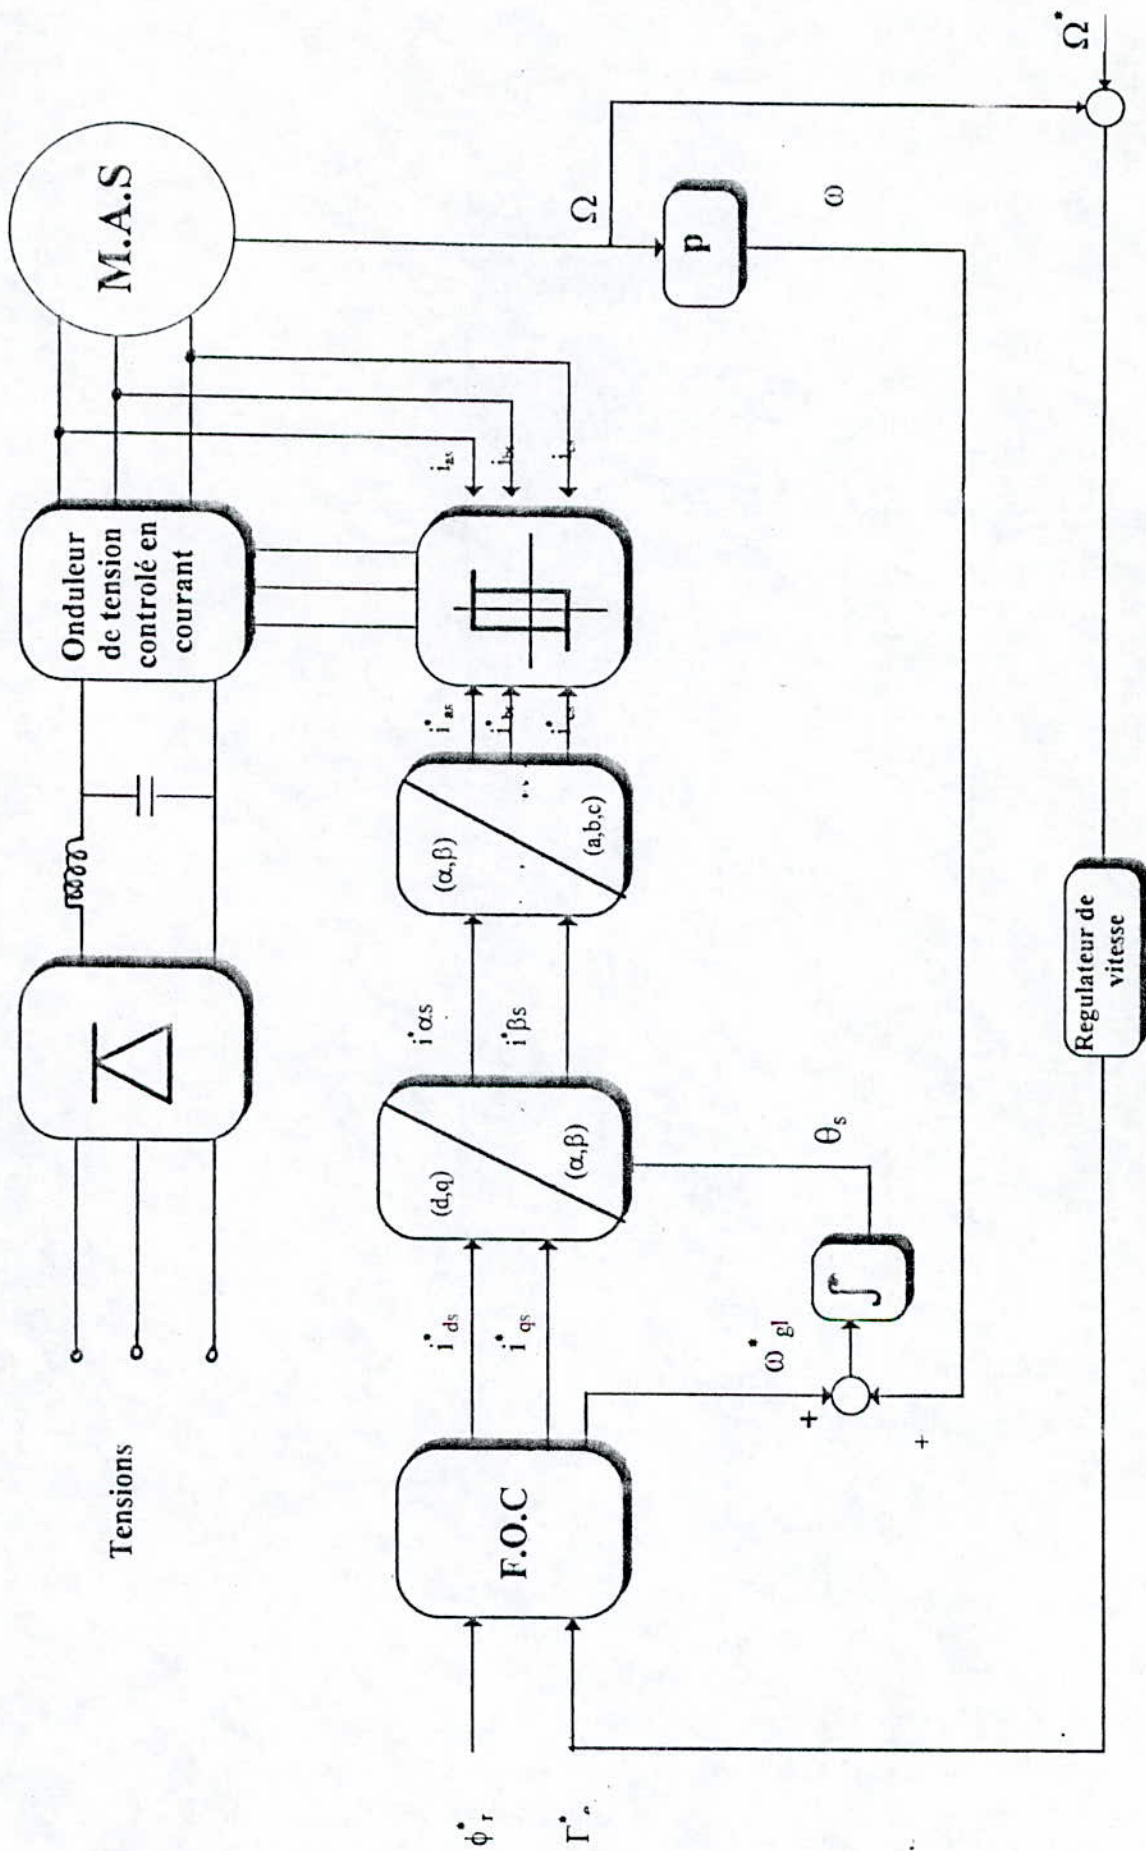 Tensions
Onduleur
de tension
contrôlé en
courant
M.A.S
ϕ*r
Γ*
F.O.C
i*ds
i*qs
(d,q)
(α,β)
i*αs
i*βs
(α,β)
(a,b,c)
i*as
i*bs
i*cs
ias
ibs
ics
Ω
p
ω
ω*gl
+
+
∫
θs
Regulateur de
vitesse
Ω*